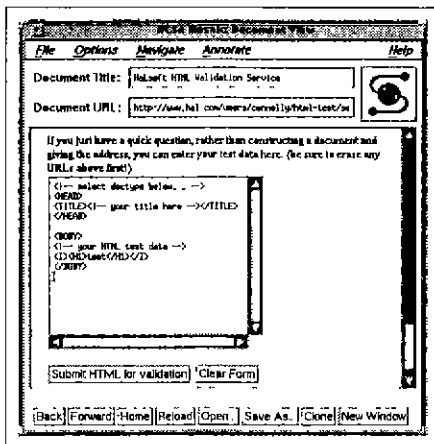 NCSA Mosaic: Document View
File Options Navigate Annotate Help
Document Title: HaLsoft HTML Validation Service
Document URL: http://www.hal.com/users/connolly/html-test/se
If you just have a quick question, rather than constructing a document and
giving the address, you can enter your test data here. (be sure to erase any
URLs above first!)
<!-- select doctype below. . -->
<HEAD>
<TITLE><!-- your title here --></TITLE>
</HEAD>
<BODY>
<!-- your HTML test data -->
<I><H1>test</H1></I>
</BODY>
Submit HTML for validation Clear Form
Back Forward Home Reload Open.. Save As.. Clone New Window